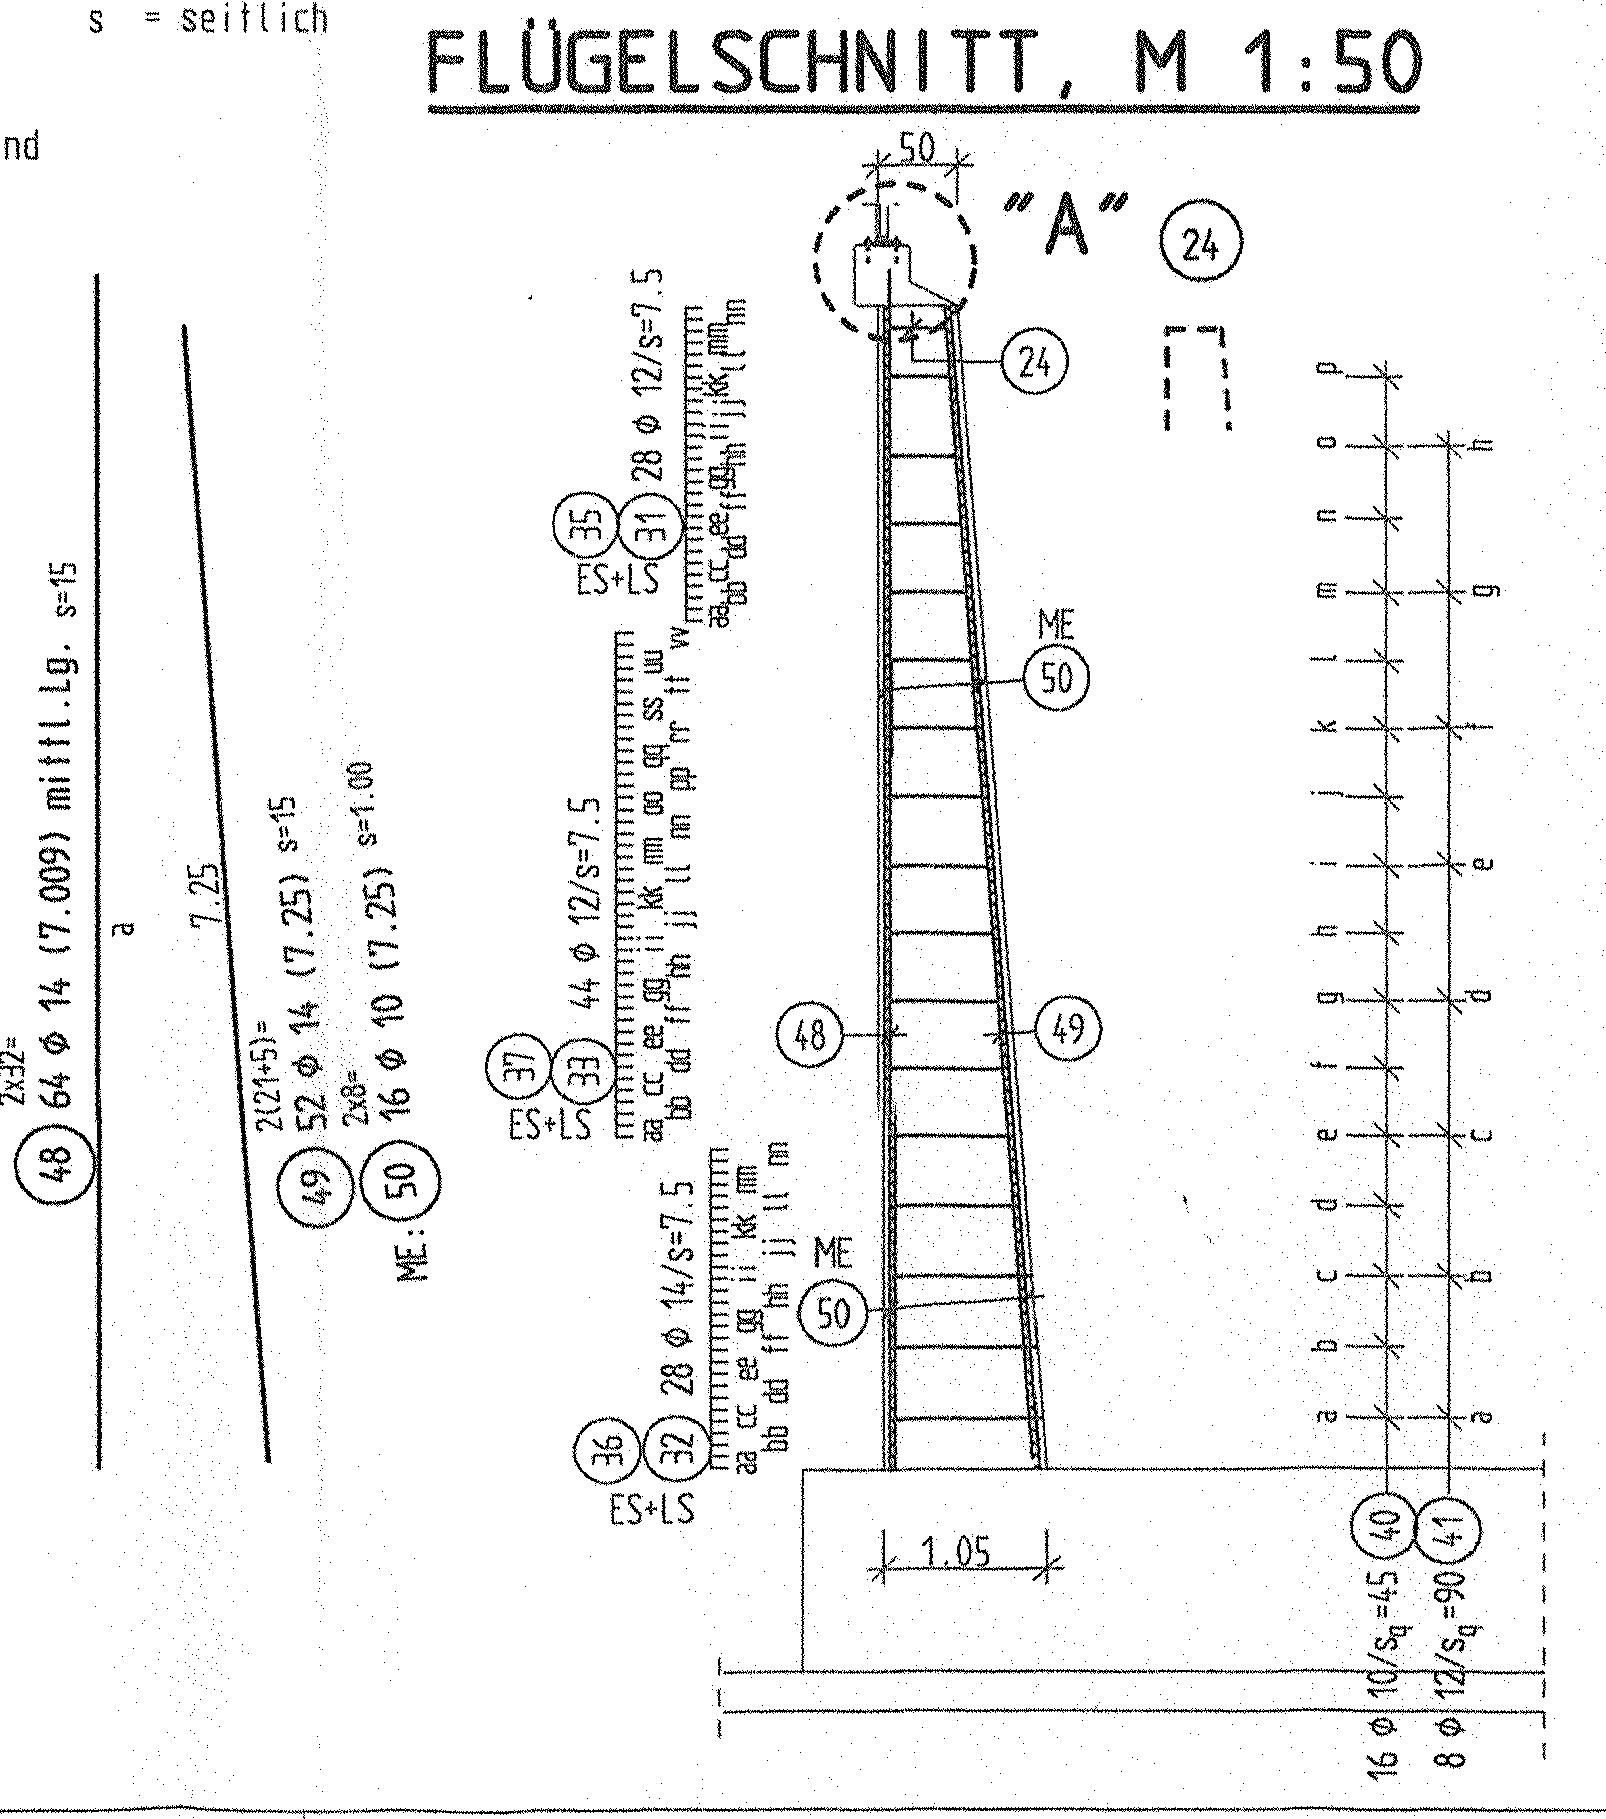 s = seitlich
FLÜGELSCHNITT, M 1:50
nd
50
"A"
24
24
2x32=
48 64 Φ 14 (7.009) mittl.Lg. s=15
a
7.25
2(21+5)=
49 52 Φ 14 (7.25) s=15
2x8=
ME: 50 16 Φ 10 (7.25) s=1.00
35
31 28 Φ 12/s=7.5
ES+LS
aa cc ee gg ii kk mm
bb dd ff hh jj ll nn
37
33 44 Φ 12/s=7.5
ES+LS
aa cc ee gg ii kk mm oo qq ss uu
bb dd ff hh jj ll nn pp rr tt vv
36
32 28 Φ 14/s=7.5
ES+LS
aa cc ee gg ii kk mm
bb dd ff hh jj ll nn
ME
50
48
49
ME
50
1.05
a b c d e f g h i j k l m n o p
a b c d e f g h
16 Φ 10/sq=45 40
8 Φ 12/sq=90 41